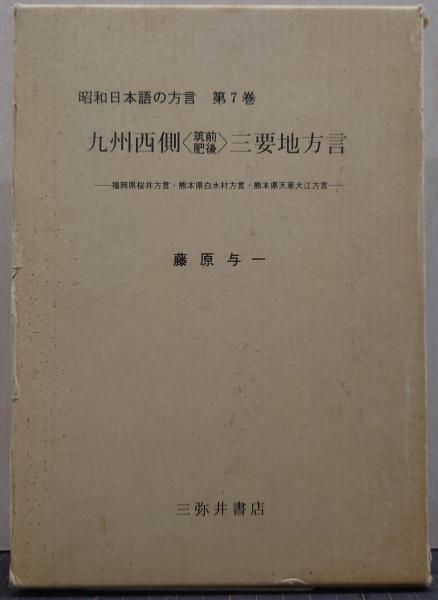 昭和日本語の方言　第7巻
九州西側〈筑前肥後〉三要地方言
──福岡県桜井方言・熊本県白水村方言・熊本県天草大江方言──
藤原与一
三弥井書店